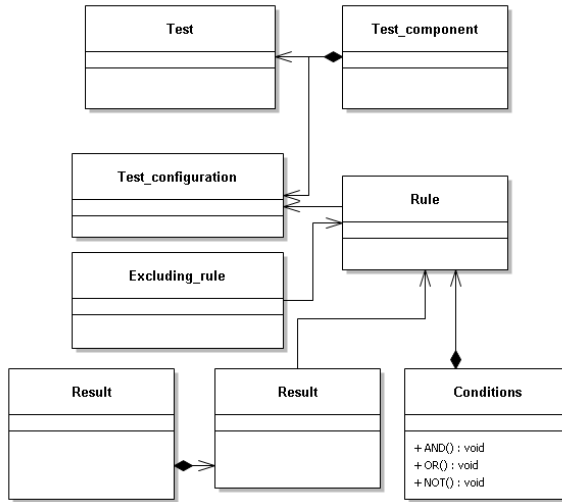 Test
Test_component
Test_configuration
Rule
Excluding_rule
Result
Result
Conditions
+ AND() : void
+ OR() : void
+ NOT() : void